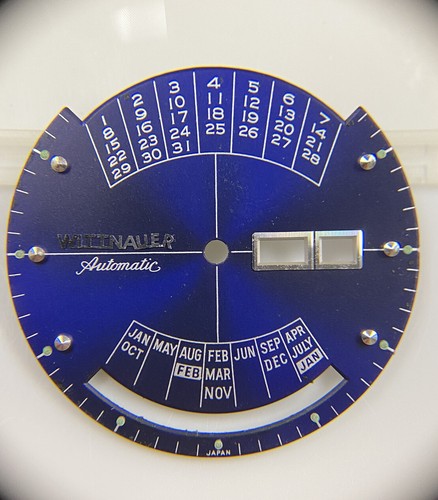 1 2 3 4 5 6 7
8 9 10 11 12 13 14
15 16 17 18 19 20 21
22 23 24 25 26 27 28
29 30 31
WITTNAUER
Automatic
JAN MAY AUG FEB JUN SEP APR
OCT FEB MAR DEC JULY
NOV JAN
JAPAN